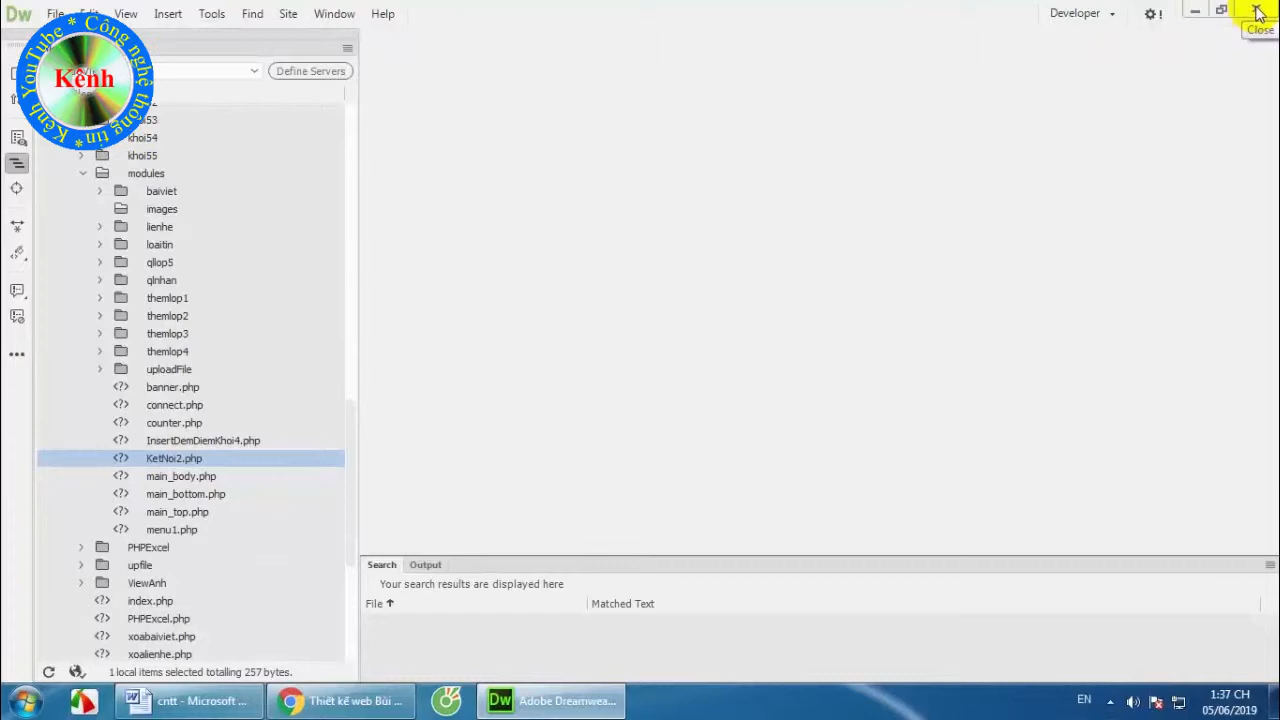 Dw File Edit View Insert Tools Find Site Window Help Developer
Close
* Kênh YouTube * Công nghệ thông tin
Kênh
Define Servers
khoi53
khoi54
khoi55
modules
baiviet
images
lienhe
loaitin
qllop5
qlnhan
themlop1
themlop2
themlop3
themlop4
uploadFile
banner.php
connect.php
counter.php
InsertDemDiemKhoi4.php
KetNoi2.php
main_body.php
main_bottom.php
main_top.php
menu1.php
PHPExcel
upfile
ViewAnh
index.php
PHPExcel.php
xoabaiviet.php
xoalienhe.php
Search Output
Your search results are displayed here
File Matched Text
1 local items selected totalling 257 bytes.
cntt - Microsoft ... Thiết kế web Bùi ... Dw Adobe Dreamwea... EN 1:37 CH
05/06/2019